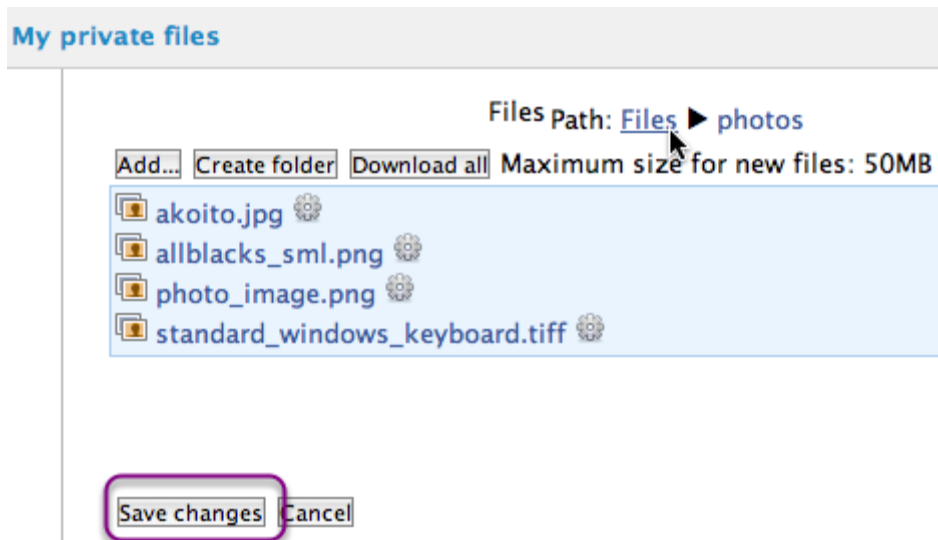 My private files
Files Path: Files ▶ photos
Add... Create folder Download all Maximum size for new files: 50MB
akoito.jpg
allblacks_sml.png
photo_image.png
standard_windows_keyboard.tiff
Save changes Cancel